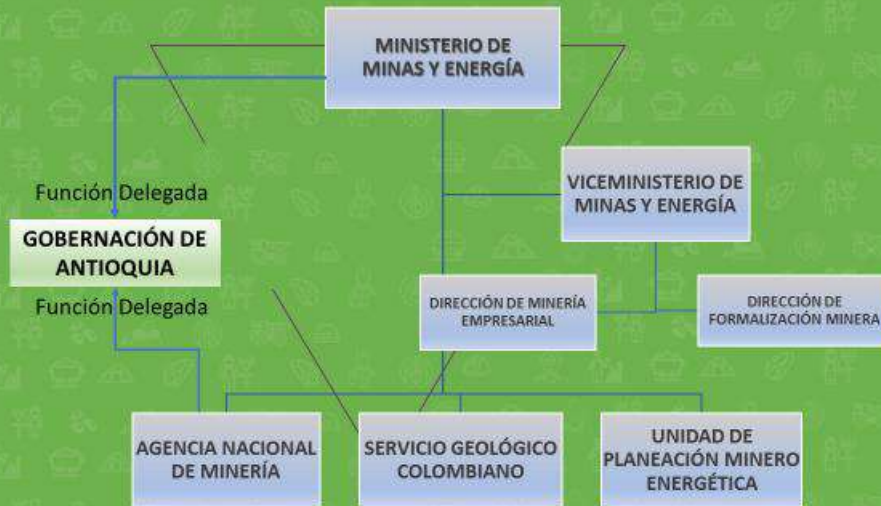 MINISTERIO DE
MINAS Y ENERGÍA
VICEMINISTERIO DE
MINAS Y ENERGÍA
Función Delegada
GOBERNACIÓN DE
ANTIOQUIA
Función Delegada
DIRECCIÓN DE MINERÍA
EMPRESARIAL
DIRECCIÓN DE
FORMALIZACIÓN MINERA
AGENCIA NACIONAL
DE MINERÍA
SERVICIO GEOLÓGICO
COLOMBIANO
UNIDAD DE
PLANEACIÓN MINERO
ENERGÉTICA